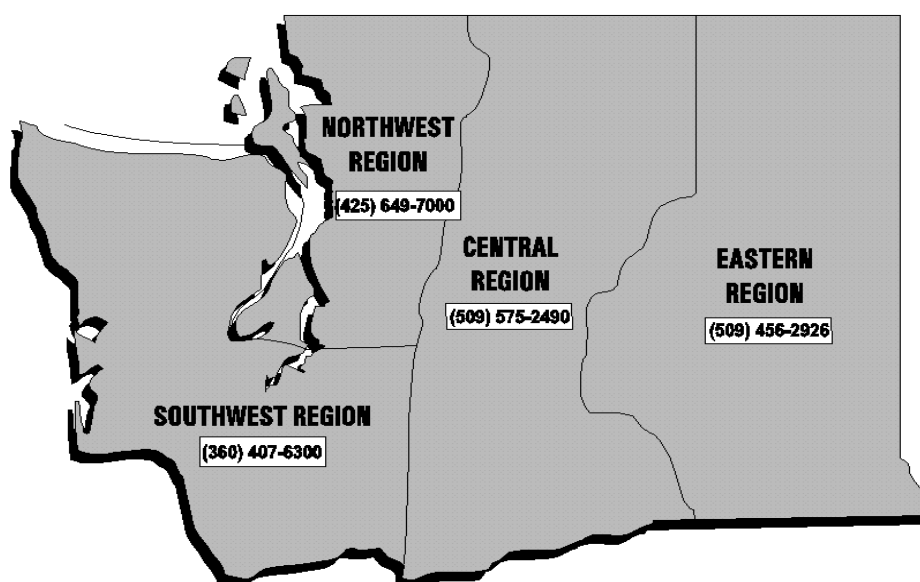 NORTHWEST
REGION
(425) 649-7000
CENTRAL
REGION
(509) 575-2490
EASTERN
REGION
(509) 456-2926
SOUTHWEST REGION
(360) 407-6300